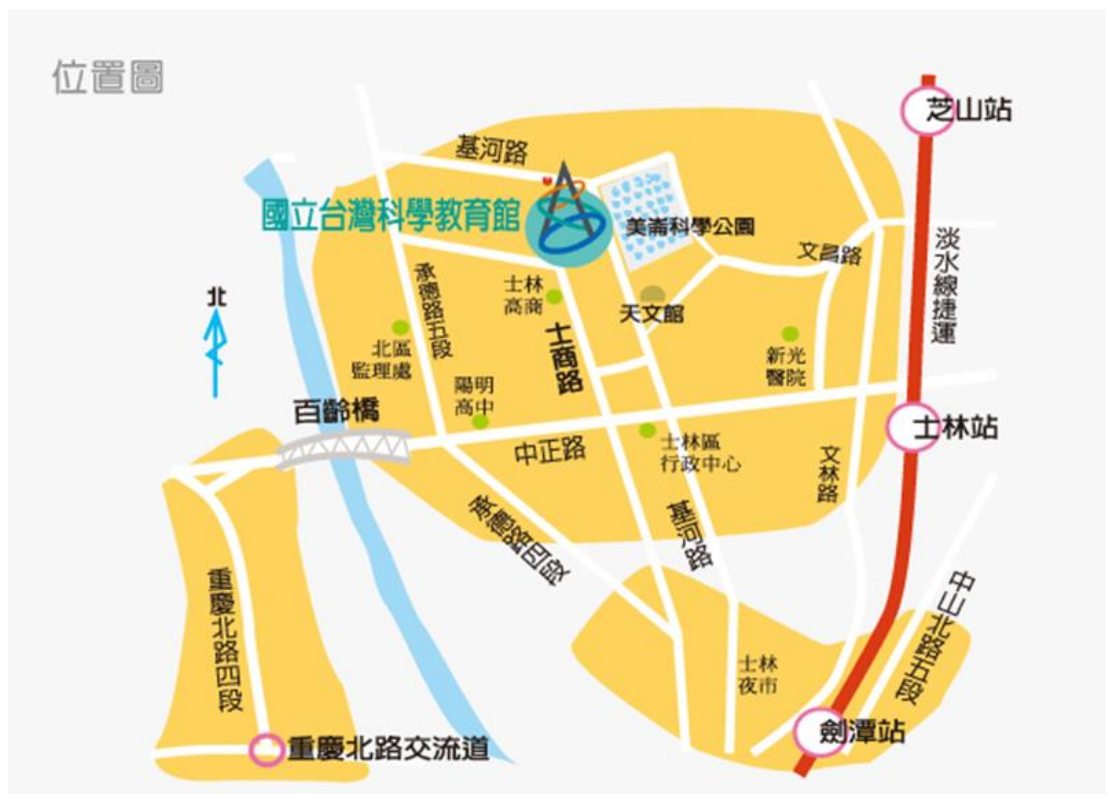 位置圖
芝山站
基河路
國立台灣科學教育館
美崙科學公園
文昌路
淡水線捷運
北
承德路五段
士林
高商
天文館
士商路
北區
監理處
新光
醫院
陽明
高中
百齡橋
中正路
士林區
行政中心
士林站
文林路
承德路四段
基河路
重慶北路四段
中山北路五段
士林
夜市
劍潭站
重慶北路交流道